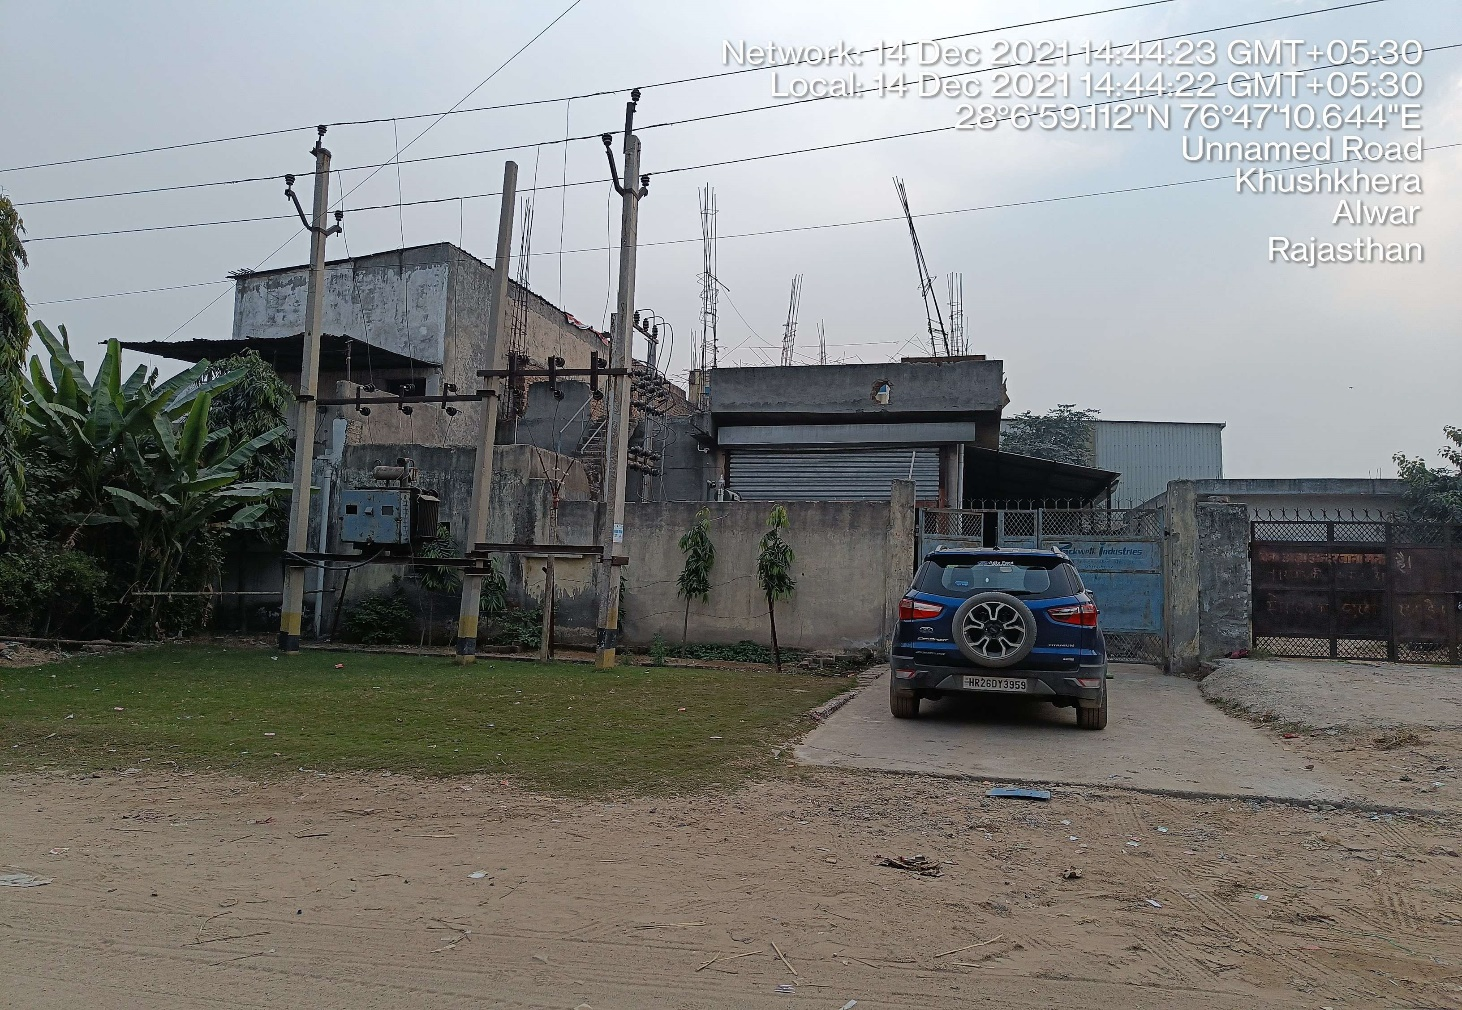 Network: 14 Dec 2021 14:44:23 GMT+05:30
Local: 14 Dec 2021 14:44:22 GMT+05:30
28°6'59.112"N 76°47'10.644"E
Unnamed Road
Khushkhera
Alwar
Rajasthan
Industries
HR26DY3959